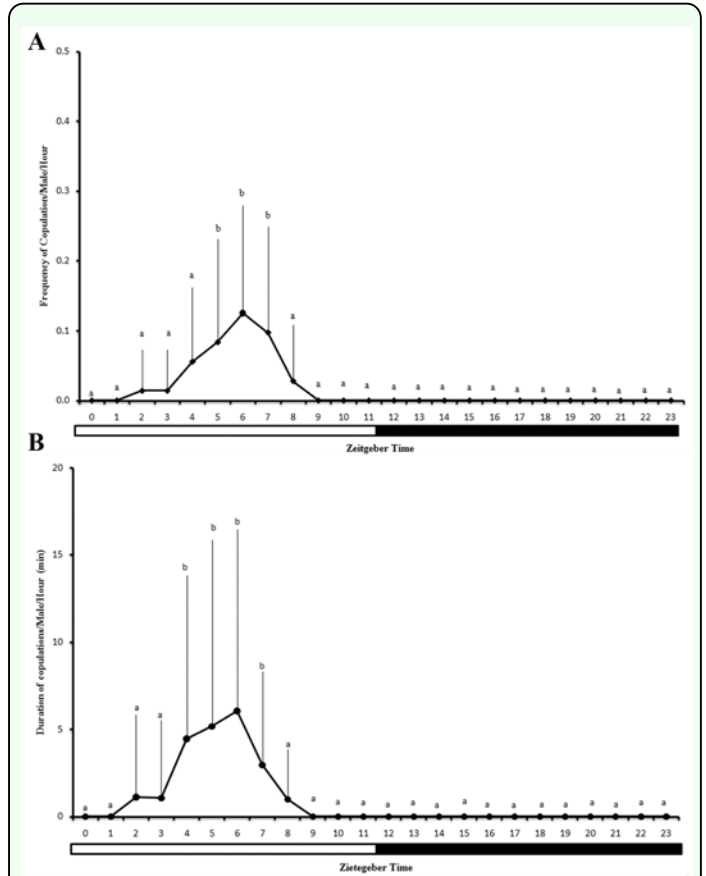 A
0.5
0.4
0.3
0.2
0.1
0.0
Frequency of Copulation/Male/Hour
a a a a a b b b a a a a a a a a a a a a a a a a
0 1 2 3 4 5 6 7 8 9 10 11 12 13 14 15 16 17 18 19 20 21 22 23
Zeitgeber Time
B
20
15
10
5
0
Duration of copulations/Male/Hour (min)
a a a a b b b b a a a a a a a a a a a a a a a a
0 1 2 3 4 5 6 7 8 9 10 11 12 13 14 15 16 17 18 19 20 21 22 23
Zietegeber Time